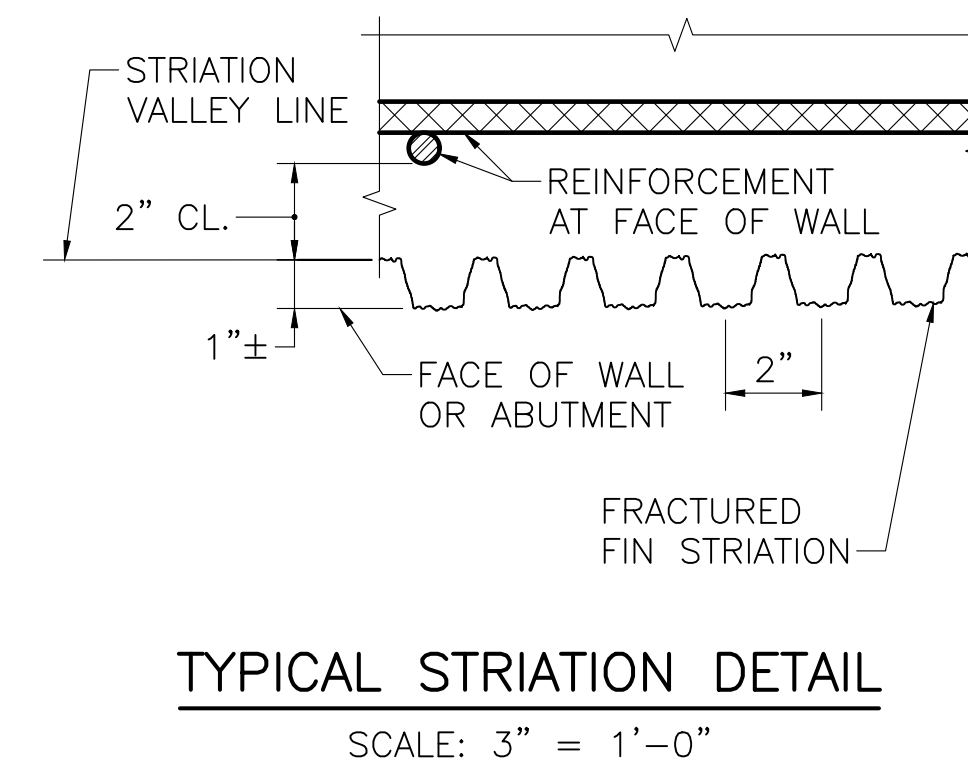 STRIATION
VALLEY LINE
REINFORCEMENT
AT FACE OF WALL
2” CL.
1”±
2”
FACE OF WALL
OR ABUTMENT
FRACTURED
FIN STRIATION
TYPICAL STRIATION DETAIL
SCALE: 3” = 1’-0”